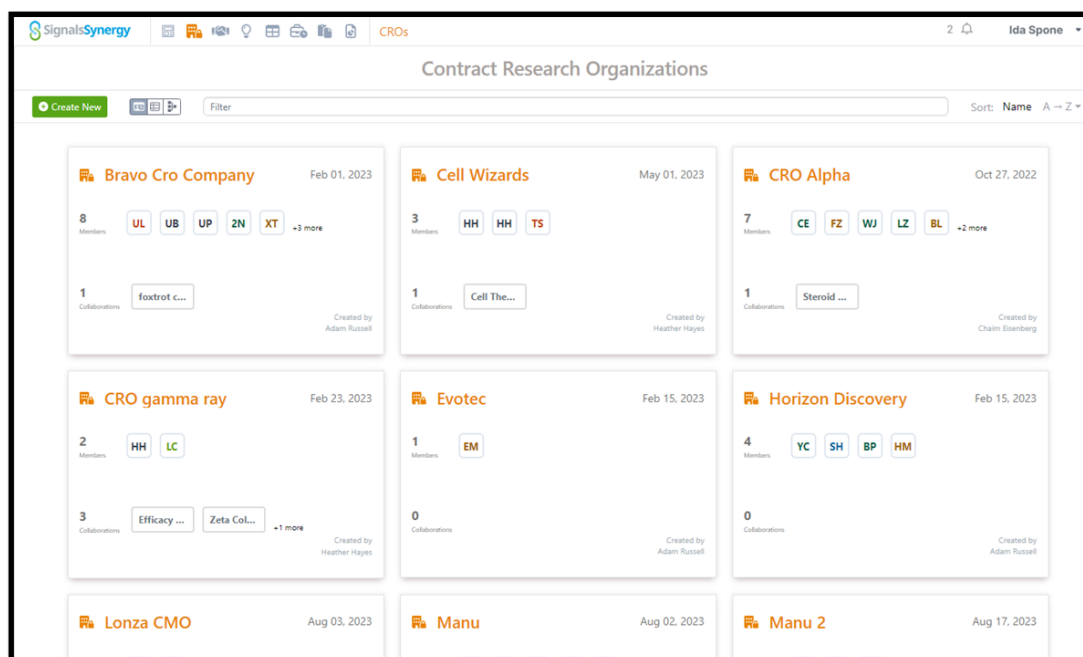 SignalsSynergy CROs 2 Ida Spone
Contract Research Organizations
Create New Filter Sort: Name A → Z
Bravo Cro Company Feb 01, 2023
8 UL UB UP 2N XT +3 more
Members
1 foxtrot c...
Collaborations
Created by
Adam Russell
Cell Wizards May 01, 2023
3 HH HH TS
Members
1 Cell The...
Collaborations
Created by
Heather Hayes
CRO Alpha Oct 27, 2022
7 CE FZ WJ LZ BL +2 more
Members
1 Steroid ...
Collaborations
Created by
Chaim Eisenberg
CRO gamma ray Feb 23, 2023
2 HH LC
Members
3 Efficacy ... Zeta Col... +1 more
Collaborations
Created by
Heather Hayes
Evotec Feb 15, 2023
1 EM
Members
0
Collaborations
Created by
Adam Russell
Horizon Discovery Feb 15, 2023
4 YC SH BP HM
Members
0
Collaborations
Created by
Adam Russell
Lonza CMO Aug 03, 2023
Manu Aug 02, 2023
Manu 2 Aug 17, 2023